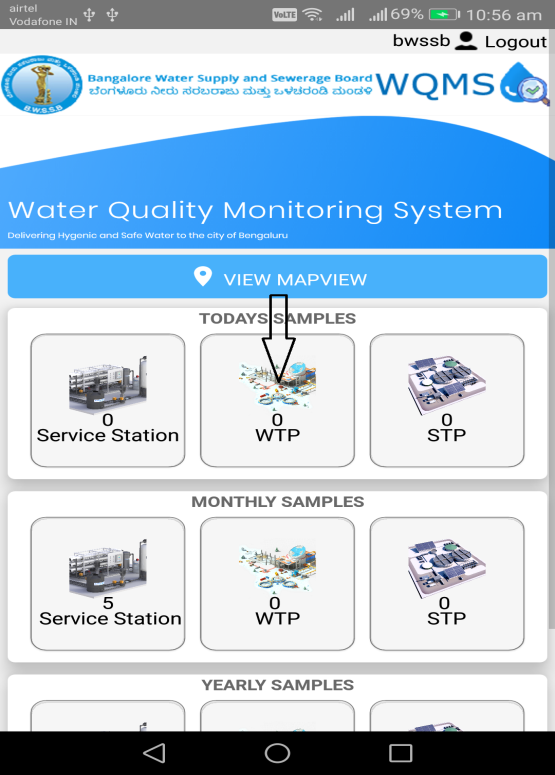 airtel
Vodafone IN
VoLTE 69% 10:56 am
bwssb Logout
Bangalore Water Supply and Sewerage Board
ಬೆಂಗಳೂರು ನೀರು ಸರಬರಾಜು ಮತ್ತು ಒಳಚರಂಡಿ ಮಂಡಳಿ
WQMS
B.W.S.S.B
Water Quality Monitoring System
Delivering Hygenic and Safe Water to the city of Bengaluru
VIEW MAPVIEW
TODAYS SAMPLES
0
Service Station
0
WTP
0
STP
MONTHLY SAMPLES
5
Service Station
0
WTP
0
STP
YEARLY SAMPLES